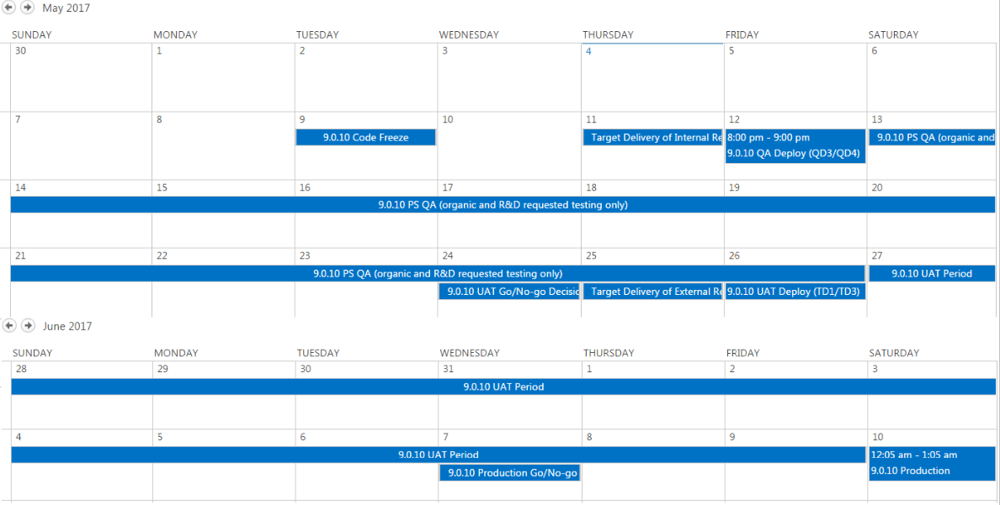 May 2017
SUNDAY MONDAY TUESDAY WEDNESDAY THURSDAY FRIDAY SATURDAY
30 1 2 3 4 5 6
7 8 9 10 11 12 13
9.0.10 Code Freeze Target Delivery of Internal Re 8:00 pm - 9:00 pm 9.0.10 PS QA (organic and
9.0.10 QA Deploy (QD3/QD4)
14 15 16 17 18 19 20
9.0.10 PS QA (organic and R&D requested testing only)
21 22 23 24 25 26 27
9.0.10 PS QA (organic and R&D requested testing only) 9.0.10 UAT Period
9.0.10 UAT Go/No-go Decisic Target Delivery of External Re 9.0.10 UAT Deploy (TD1/TD3)
June 2017
SUNDAY MONDAY TUESDAY WEDNESDAY THURSDAY FRIDAY SATURDAY
28 29 30 31 1 2 3
9.0.10 UAT Period
4 5 6 7 8 9 10
9.0.10 UAT Period 12:05 am - 1:05 am
9.0.10 Production Go/No-go 9.0.10 Production